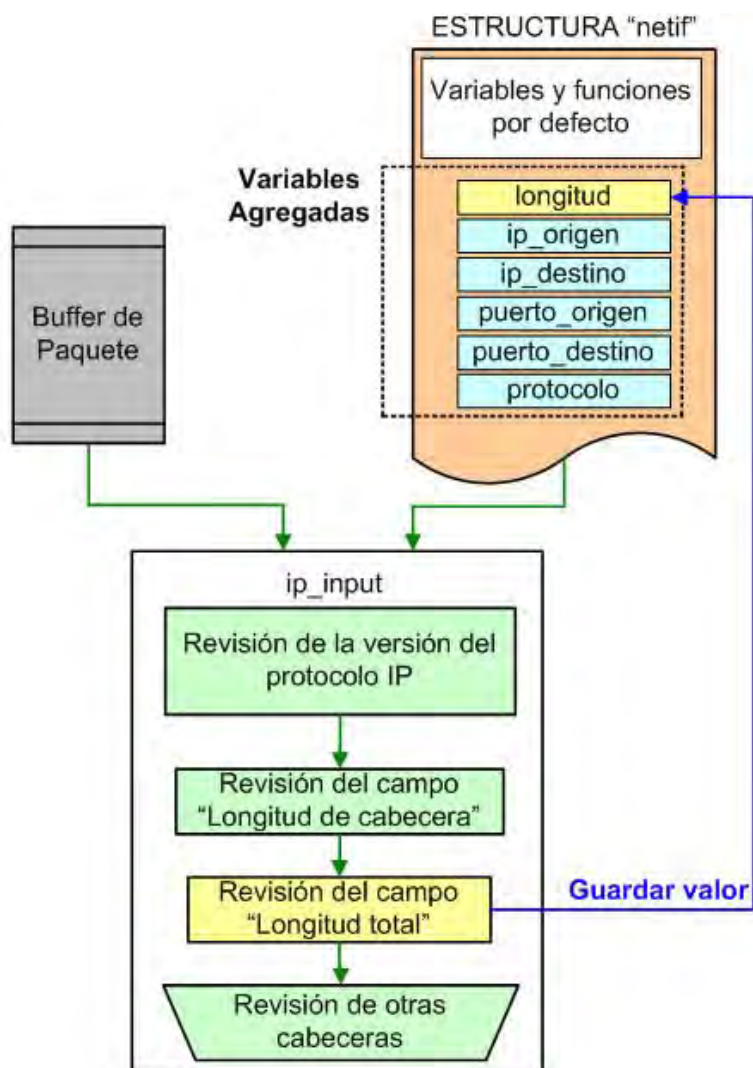 ESTRUCTURA “netif”
Variables y funciones
por defecto
Variables
Agregadas
longitud
ip_origen
ip_destino
puerto_origen
puerto_destino
protocolo
Buffer de
Paquete
ip_input
Revisión de la versión del
protocolo IP
Revisión del campo
“Longitud de cabecera”
Revisión del campo
“Longitud total”
Guardar valor
Revisión de otras
cabeceras